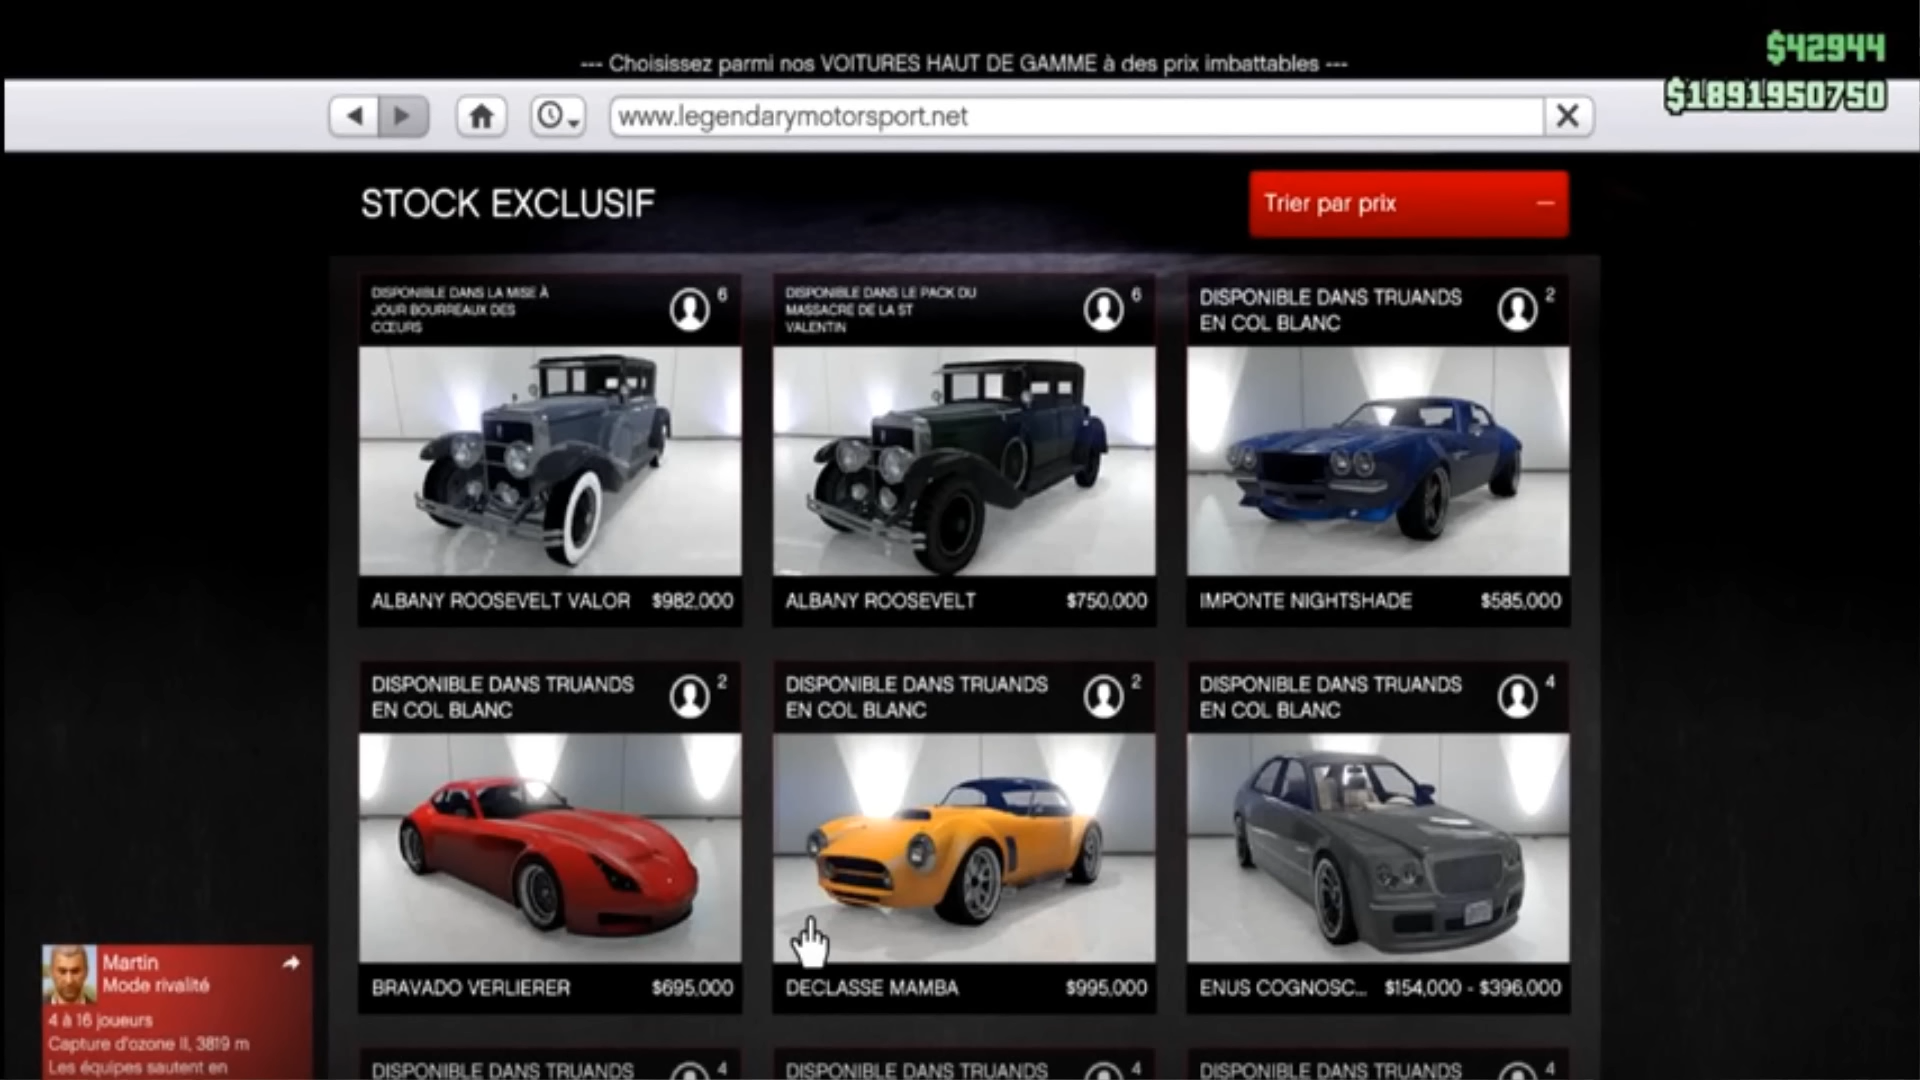 $42944
--- Choisissez parmi nos VOITURES HAUT DE GAMME à des prix imbattables ---
$1891950750
www.legendarymotorsport.net
STOCK EXCLUSIF
Trier par prix
DISPONIBLE DANS LA MISE À
JOUR BOURREAUX DES
CŒURS
6
DISPONIBLE DANS LE PACK DU
MASSACRE DE LA ST
VALENTIN
6
DISPONIBLE DANS TRUANDS
EN COL BLANC
2
ALBANY ROOSEVELT VALOR $982,000
ALBANY ROOSEVELT $750,000
IMPONTE NIGHTSHADE $585,000
DISPONIBLE DANS TRUANDS
EN COL BLANC
2
DISPONIBLE DANS TRUANDS
EN COL BLANC
2
DISPONIBLE DANS TRUANDS
EN COL BLANC
4
BRAVADO VERLIERER $695,000
DECLASSE MAMBA $995,000
ENUS COGNOSC... $154,000 - $396,000
Martin
Mode rivalité
4 à 16 joueurs
Capture d'ozone II, 3819 m
Les équipes sautent en
DISPONIBLE DANS TRUANDS
4
DISPONIBLE DANS TRUANDS
4
DISPONIBLE DANS TRUANDS
4